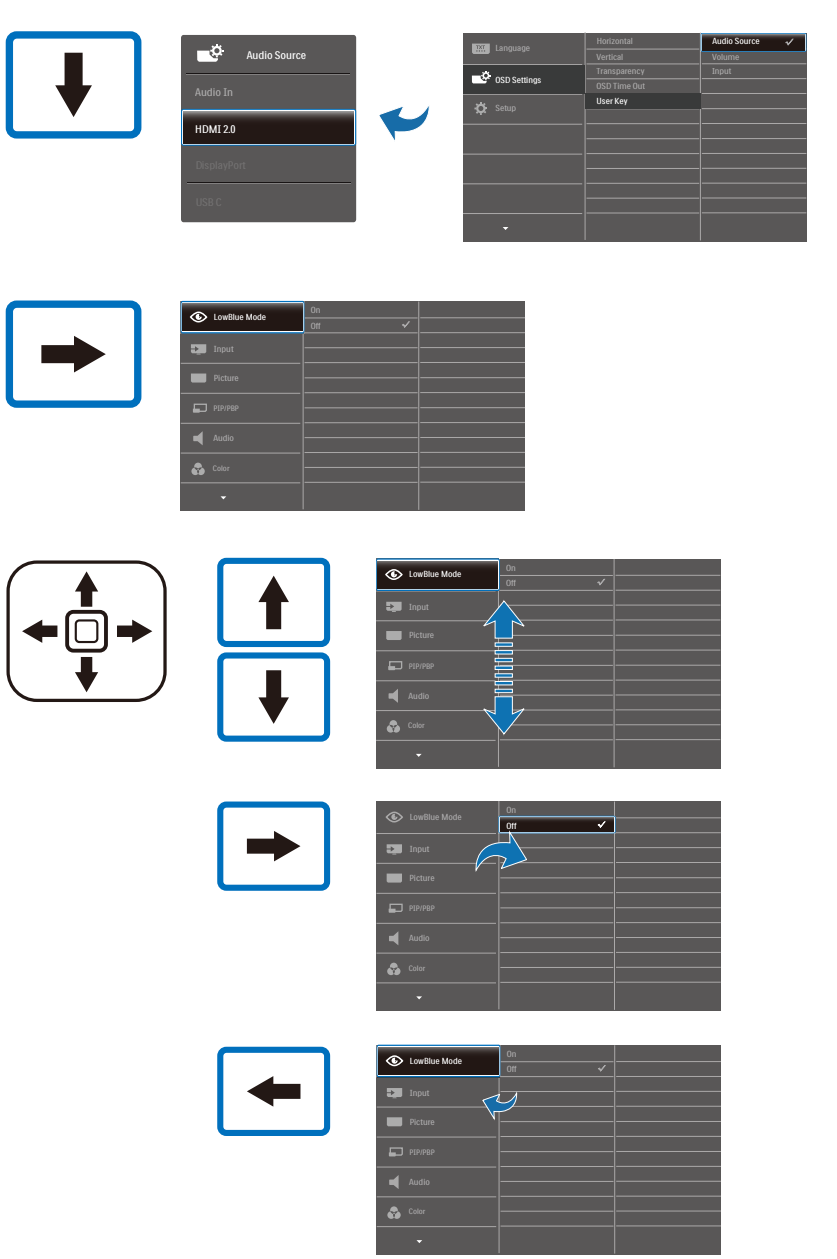 Audio Source
Audio In
HDMI 2.0
DisplayPort
USB C
TXT
Language
OSD Settings
Setup
Horizontal
Vertical
Transparency
OSD Time Out
User Key
Audio Source
Volume
Input
LowBlue Mode
Input
Picture
PIP/PBP
Audio
Color
On
Off
LowBlue Mode
Input
Picture
PIP/PBP
Audio
Color
On
Off
LowBlue Mode
Input
Picture
PIP/PBP
Audio
Color
On
Off
LowBlue Mode
Input
Picture
PIP/PBP
Audio
Color
On
Off